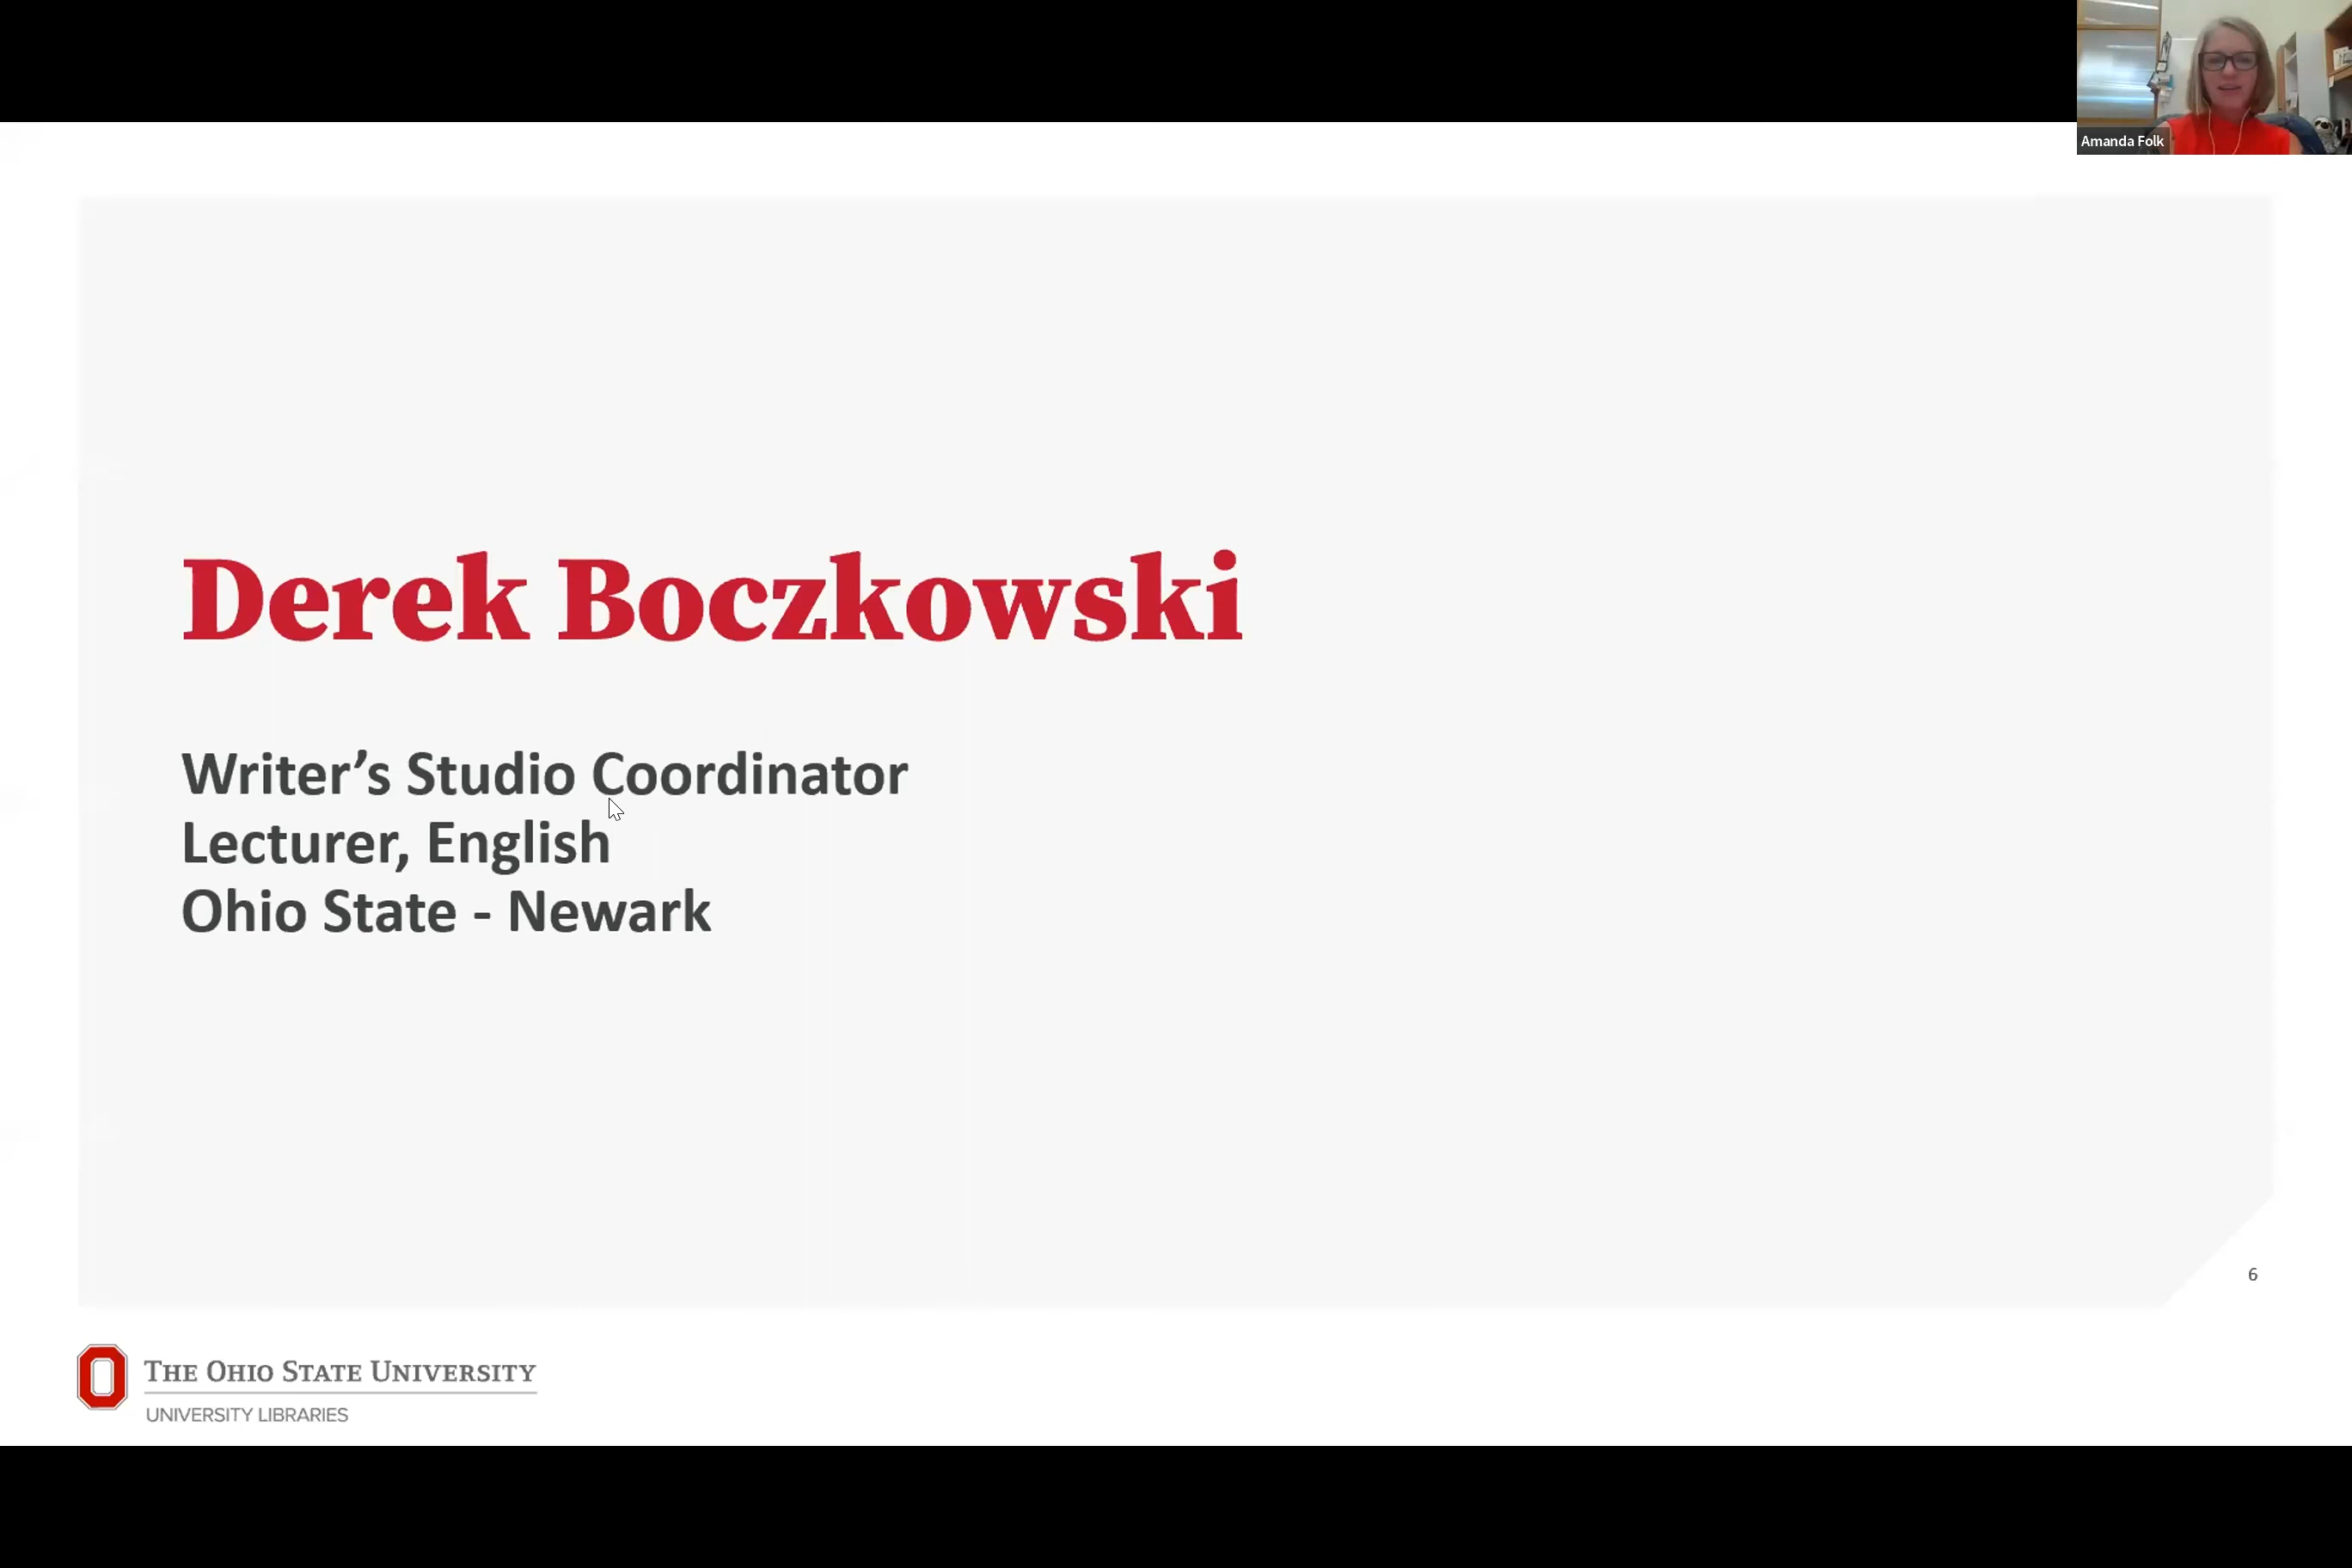 Amanda Folk
Derek Boczkowski
Writer’s Studio Coordinator
Lecturer, English
Ohio State - Newark
6
THE OHIO STATE UNIVERSITY
UNIVERSITY LIBRARIES